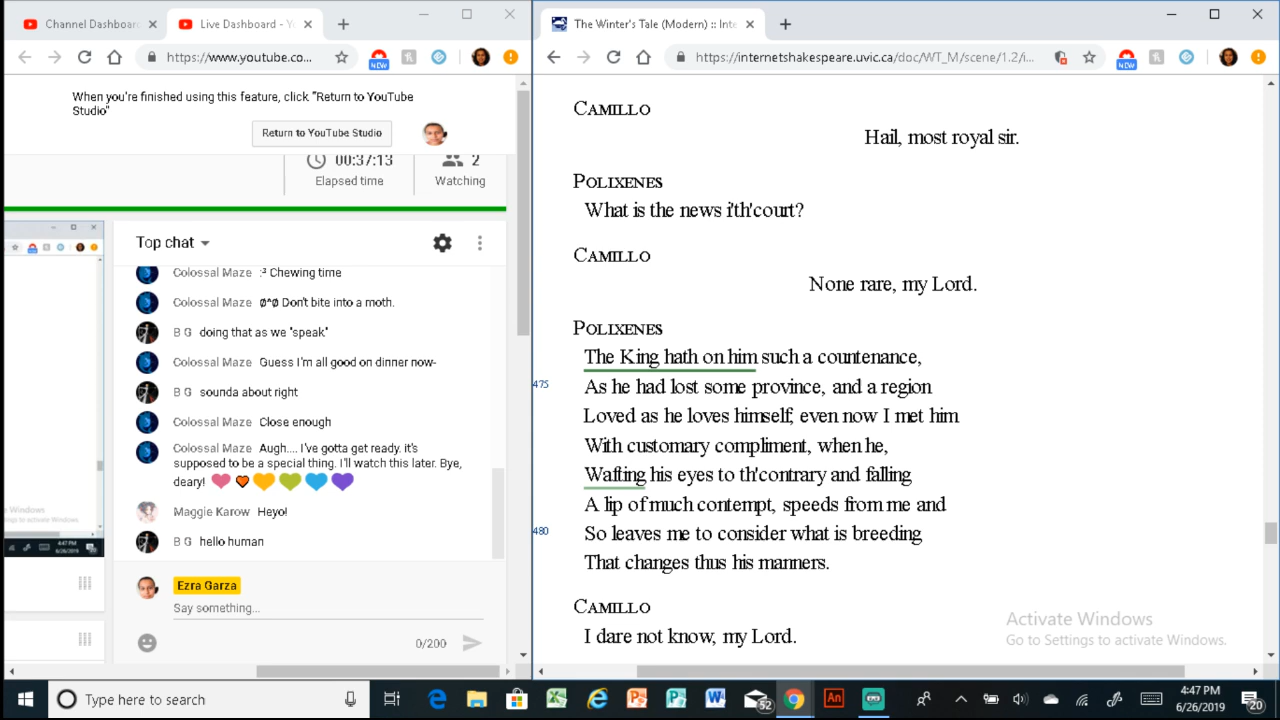 Channel Dashboard
Live Dashboard - Y
https://www.youtube.co...
NEW
When you're finished using this feature, click "Return to YouTube
Studio"
Return to YouTube Studio
00:37:13
Elapsed time
2
Watching
Top chat
Colossal Maze :³ Chewing time
Colossal Maze ø^ø Don't bite into a moth.
B G doing that as we "speak"
Colossal Maze Guess I'm all good on dinner now-
B G sounda about right
Colossal Maze Close enough
Colossal Maze Augh.... I've gotta get ready. it's
supposed to be a special thing. I'll watch this later. Bye,
deary!
Maggie Karow Heyo!
B G hello human
Ezra Garza
Say something...
0/200
4:47 PM
6/26/2019
The Winter's Tale (Modern) :: Inte
https://internetshakespeare.uvic.ca/doc/WT_M/scene/1.2/i...
NEW
CAMILLO
Hail, most royal sir.
POLIXENES
What is the news i'th'court?
CAMILLO
None rare, my Lord.
POLIXENES
The King hath on him such a countenance,
475
As he had lost some province, and a region
Loved as he loves himself, even now I met him
With customary compliment, when he,
Wafting his eyes to th'contrary and falling
A lip of much contempt, speeds from me and
480
So leaves me to consider what is breeding
That changes thus his manners.
CAMILLO
I dare not know, my Lord.
Activate Windows
Go to Settings to activate Windows.
Type here to search
52
An
4:47 PM
6/26/2019
20